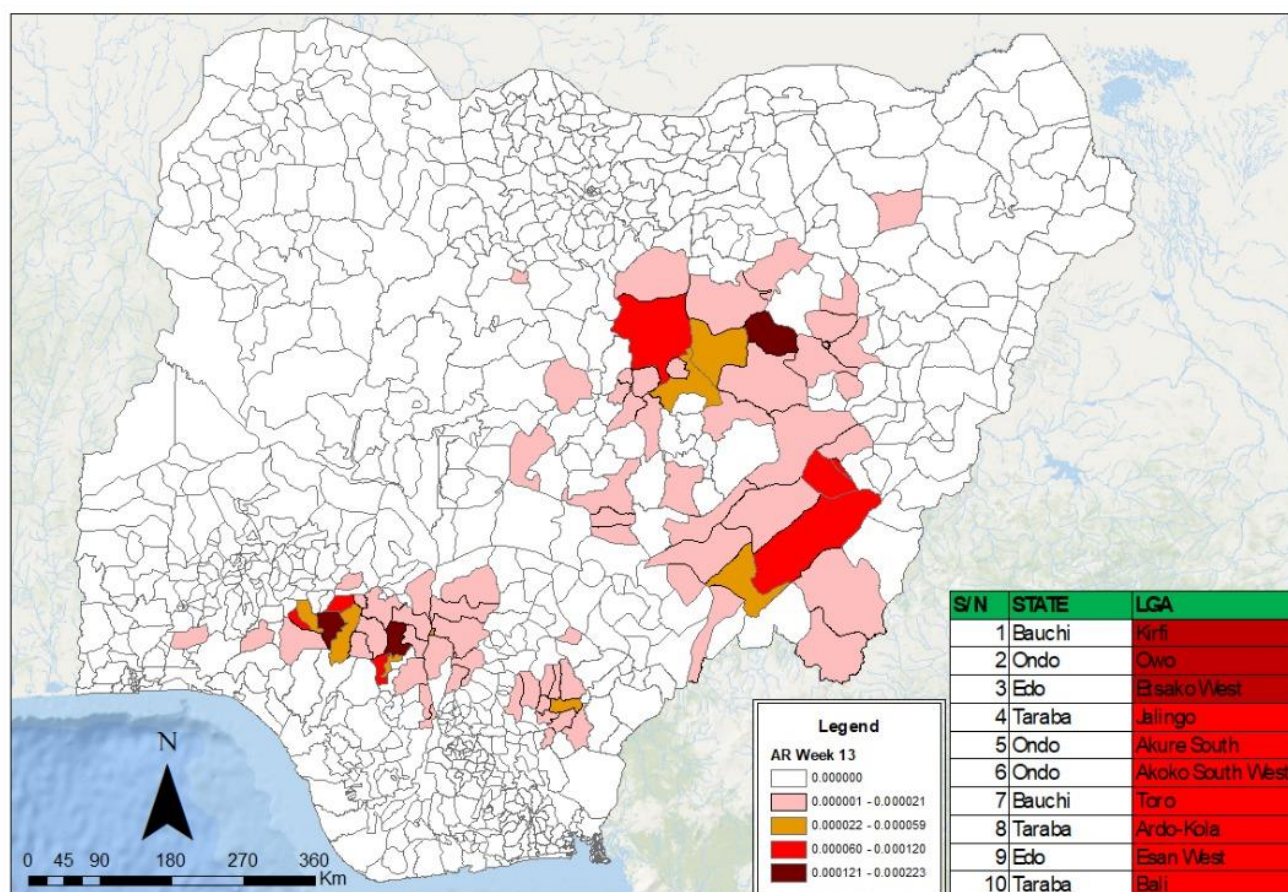 S/N STATE LGA
1 Bauchi Kirfi
2 Ondo Owo
3 Edo Etsako West
4 Taraba Jalingo
5 Ondo Akure South
6 Ondo Akoko South West
7 Bauchi Toro
8 Taraba Ardo-Kola
9 Edo Esan West
10 Taraba Bali
Legend
AR Week 13
0.000000
0.000001 - 0.000021
0.000022 - 0.000059
0.000060 - 0.000120
0.000121 - 0.000223
N
0 45 90 180 270 360
Km